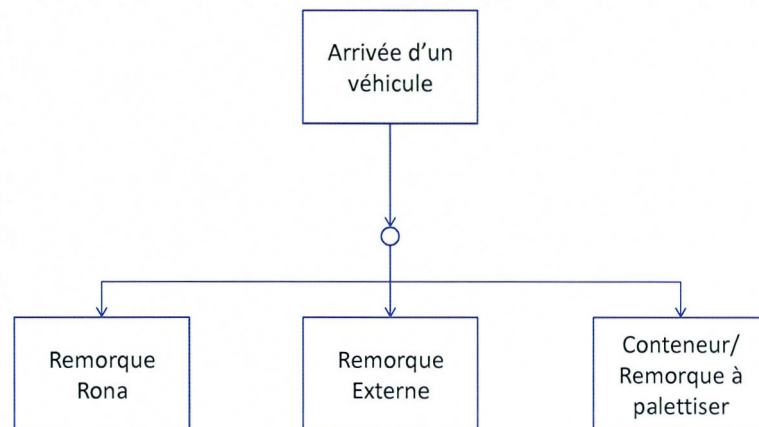 Arrivée d’un
véhicule
Remorque
Rona
Remorque
Externe
Conteneur/
Remorque à
palettiser